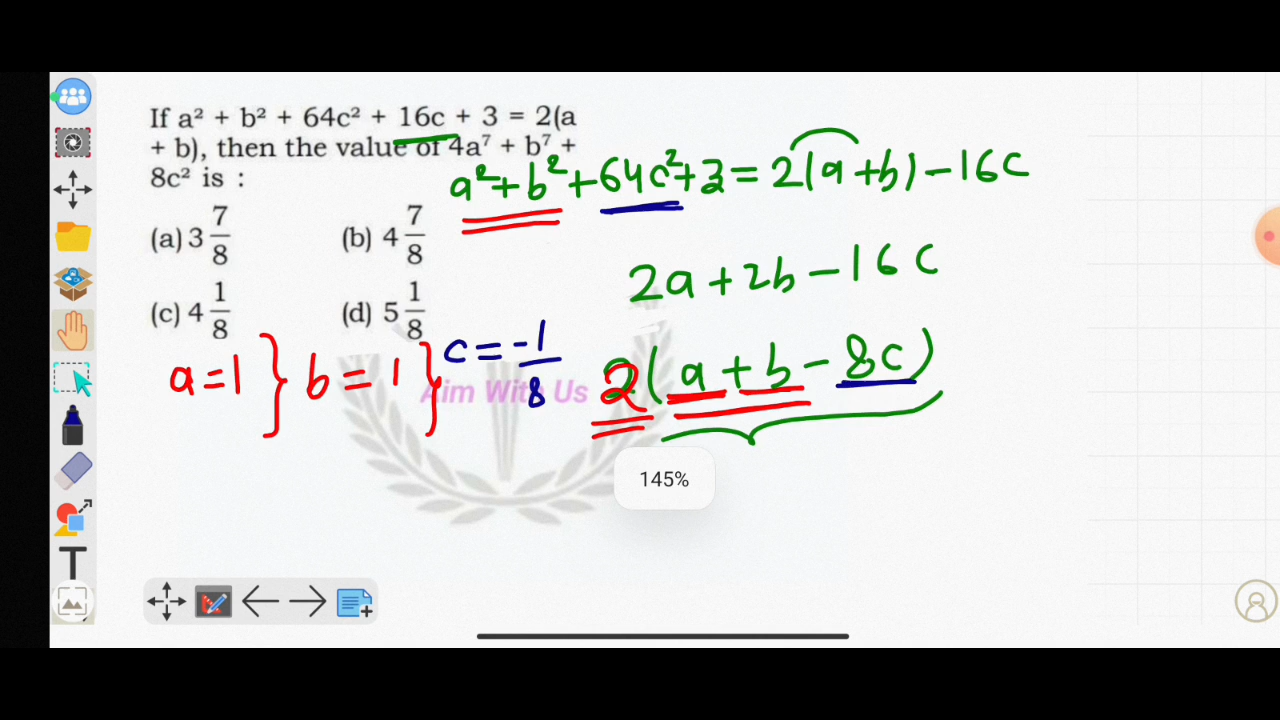 If a² + b² + 64c² + 16c + 3 = 2(a
+ b), then the value of 4a⁷ + b⁷ +
8c² is :
(a) 3 7/8 (b) 4 7/8
(c) 4 1/8 (d) 5 1/8
a²+b²+64c²+3=2(a+b)-16c
2a+2b-16c
2(a+b-8c)
a=1} b=1} c=-1/8
Aim With Us
145%
T